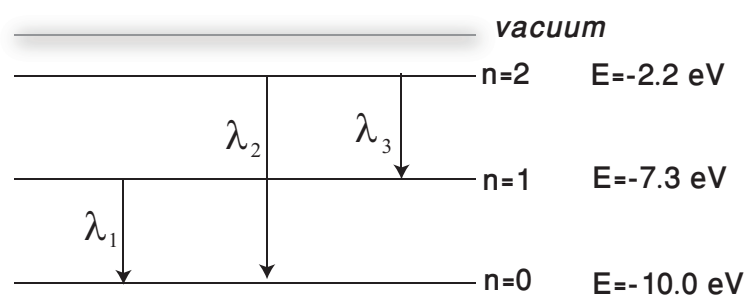 vacuum
n=2 E=-2.2 eV
λ2 λ3
n=1 E=-7.3 eV
λ1
n=0 E=-10.0 eV